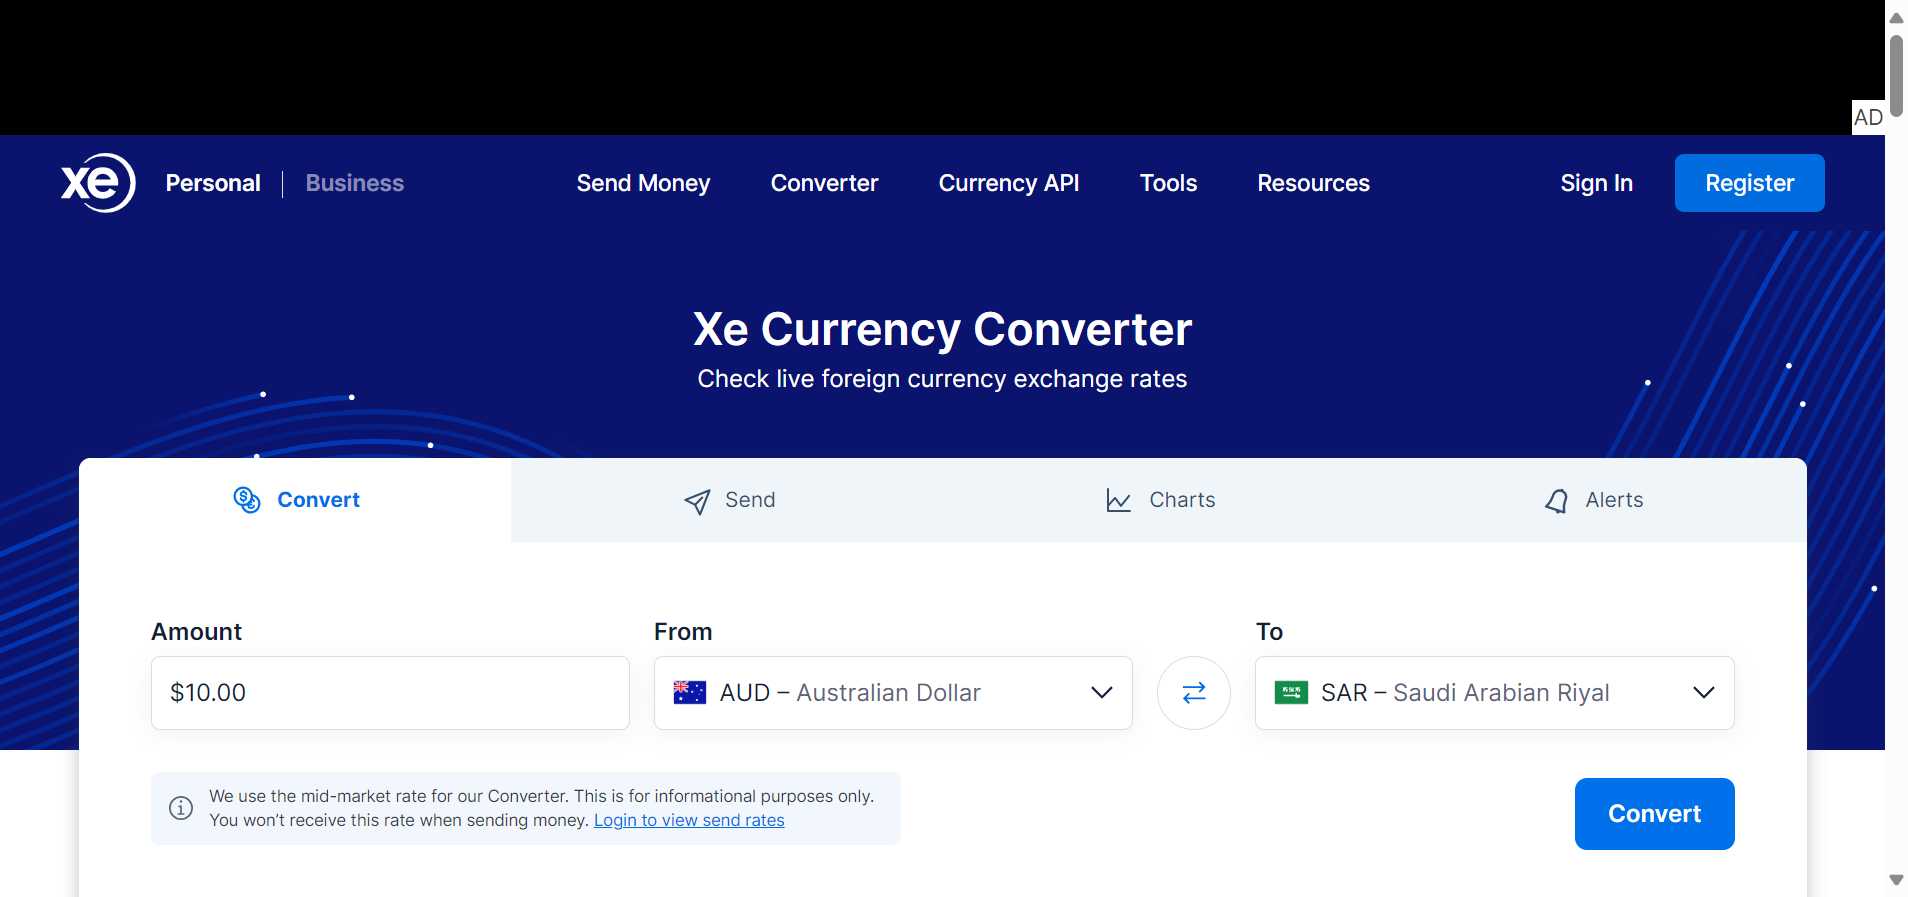 AD
xe Personal Business Send Money Converter Currency API Tools Resources Sign In Register
Xe Currency Converter
Check live foreign currency exchange rates
Convert Send Charts Alerts
Amount From To
$10.00 AUD – Australian Dollar SAR – Saudi Arabian Riyal
We use the mid-market rate for our Converter. This is for informational purposes only.
You won’t receive this rate when sending money. Login to view send rates
Convert